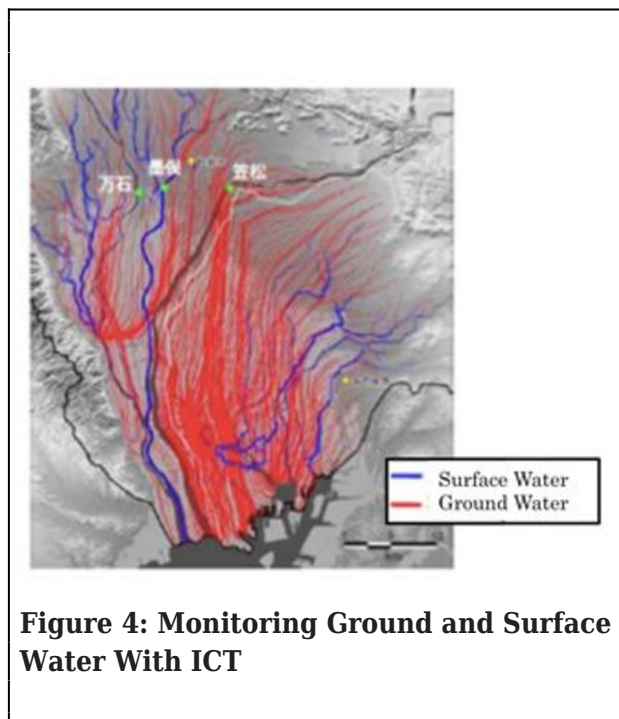 墨俣
笠松
万石
Surface Water
Ground Water
Figure 4: Monitoring Ground and Surface
Water With ICT